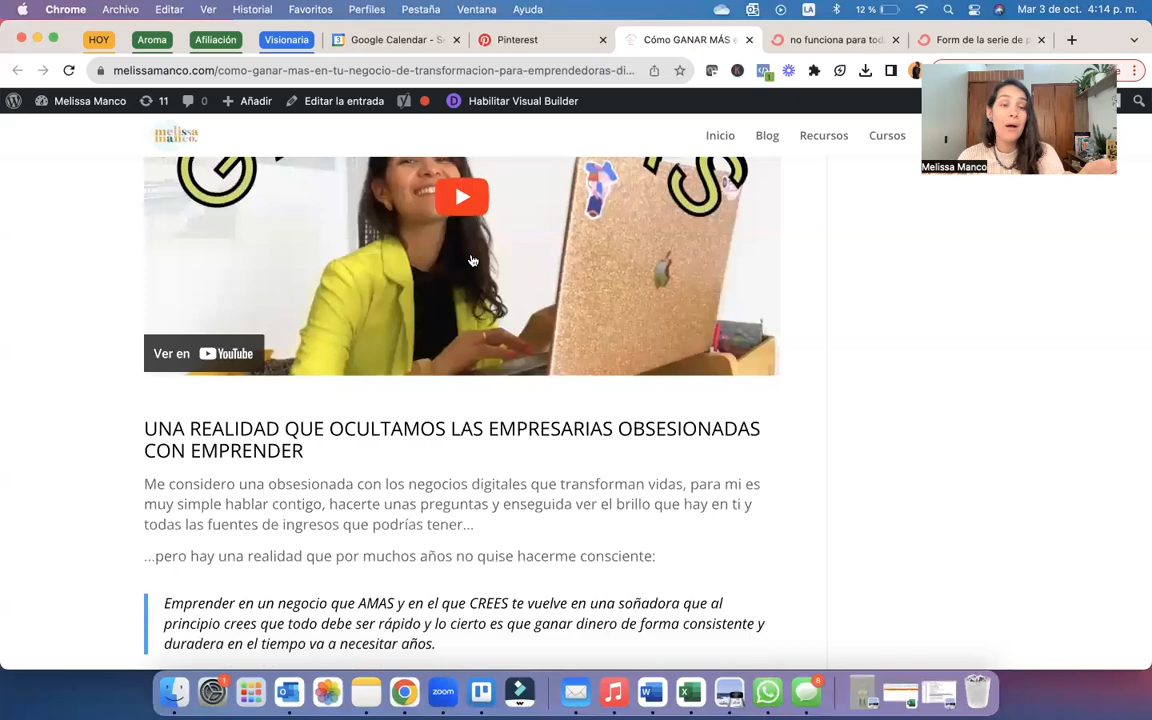 Chrome Archivo Editar Ver Historial Favoritos Perfiles Pestaña Ventana Ayuda LA 12 % Mar 3 de oct. 4:14 p. m.
HOY Aroma Afiliación Visionaria Google Calendar - S Pinterest Cómo GANAR MÁS no funciona para tod Form de la serie de p
melissamanco.com/como-ganar-mas-en-tu-negocio-de-transformacion-para-emprendedoras-di...
Melissa Manco 11 0 Añadir Editar la entrada Habilitar Visual Builder
melissa
manco.
Inicio Blog Recursos Cursos
Melissa Manco
G S
Ver en YouTube
UNA REALIDAD QUE OCULTAMOS LAS EMPRESARIAS OBSESIONADAS
CON EMPRENDER
Me considero una obsesionada con los negocios digitales que transforman vidas, para mi es
muy simple hablar contigo, hacerte unas preguntas y enseguida ver el brillo que hay en ti y
todas las fuentes de ingresos que podrías tener...
...pero hay una realidad que por muchos años no quise hacerme consciente:
Emprender en un negocio que AMAS y en el que CREES te vuelve en una soñadora que al
principio crees que todo debe ser rápido y lo cierto es que ganar dinero de forma consistente y
duradera en el tiempo va a necesitar años.
1 zoom 8